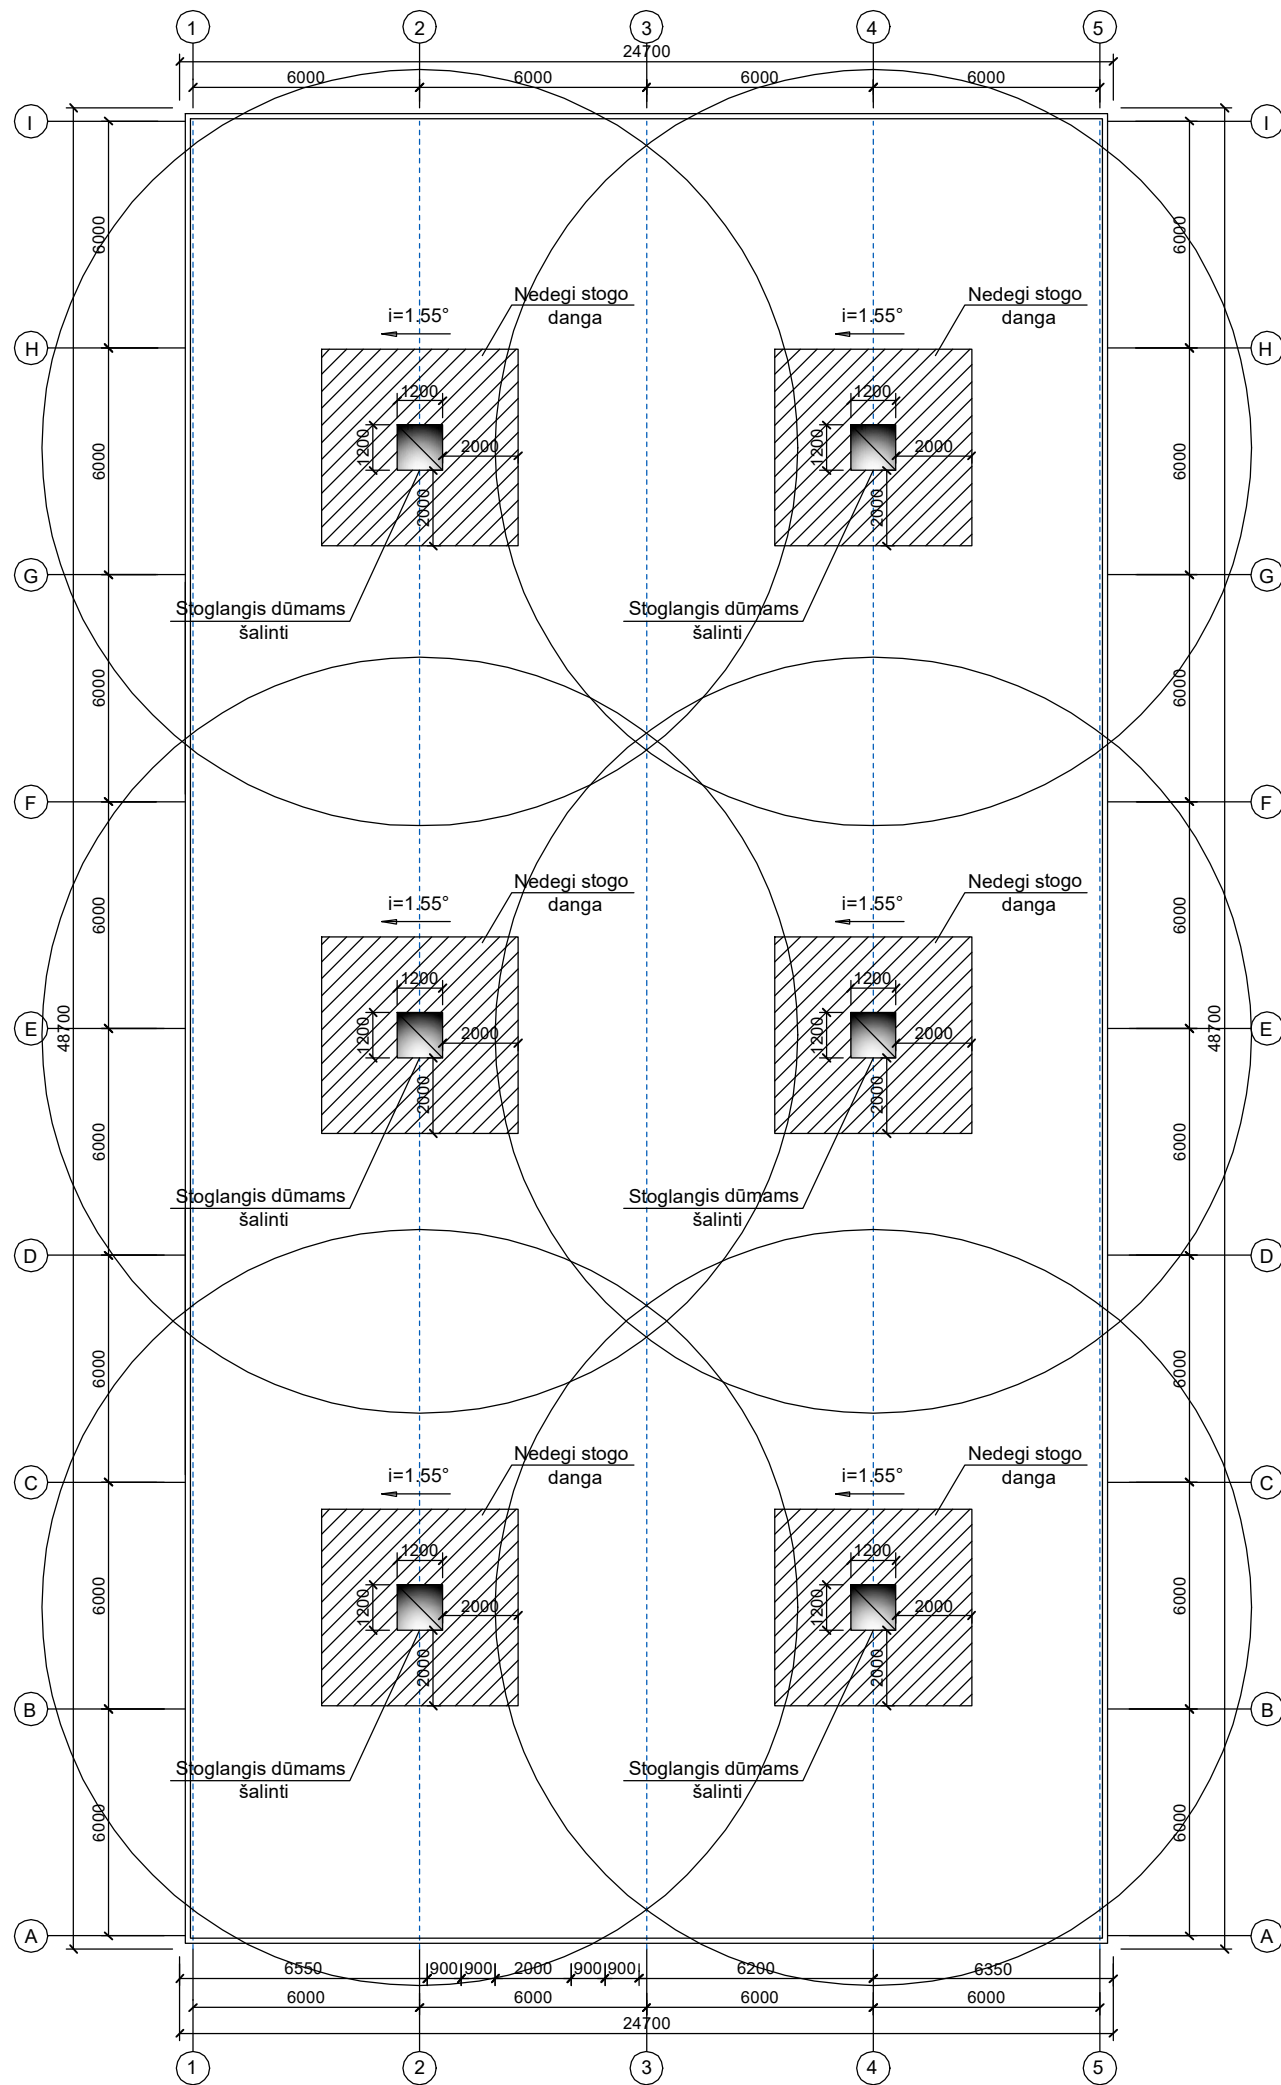 1 2 3 4 5
24700
6000 6000 6000 6000
I I
6000 6000
Nedegi stogo Nedegi stogo
danga danga
i=1.55° i=1.55°
H H
1200 1200
1200 2000 1200 2000
6000 6000
2000 2000
G G
Stoglangis dūmams Stoglangis dūmams
šalinti šalinti
6000 6000
F F
Nedegi stogo Nedegi stogo
danga danga
i=1.55° i=1.55°
6000 6000
1200 1200
E E
48700 48700
1200 2000 1200 2000
2000 2000
6000 6000
Stoglangis dūmams Stoglangis dūmams
šalinti šalinti
D D
6000 6000
Nedegi stogo Nedegi stogo
danga danga
i=1.55° i=1.55°
C C
1200 1200
1200 2000 1200 2000
6000 6000
2000 2000
B B
Stoglangis dūmams Stoglangis dūmams
šalinti šalinti
6000 6000
A A
6550 900 900 2000 900 900 6200 6350
6000 6000 6000 6000
24700
1 2 3 4 5